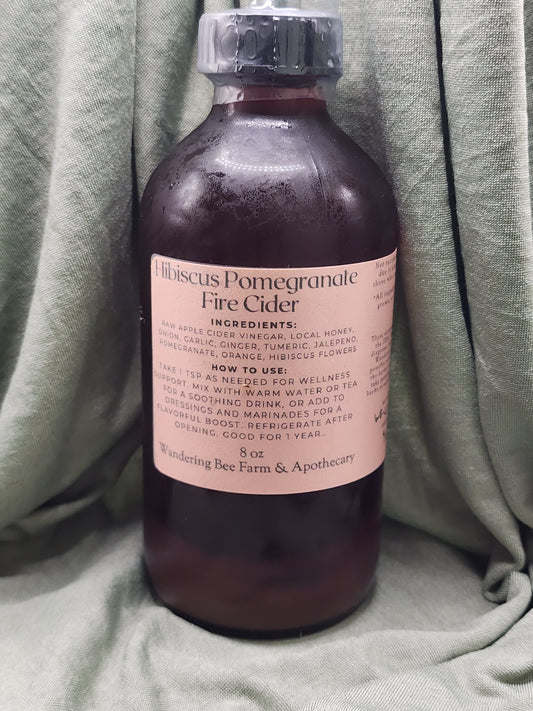 Hibiscus Pomegranate
Fire Cider
INGREDIENTS:
RAW APPLE CIDER VINEGAR, LOCAL HONEY,
ONION, GARLIC, GINGER, TUMERIC, JALEPENO,
POMEGRANATE, ORANGE, HIBISCUS FLOWERS
HOW TO USE:
TAKE 1 TSP AS NEEDED FOR WELLNESS
SUPPORT, MIX WITH WARM WATER OR TEA
FOR A SOOTHING DRINK, OR ADD TO
DRESSINGS AND MARINADES FOR A
FLAVORFUL BOOST. REFRIGERATE AFTER
OPENING. GOOD FOR 1 YEAR..
8 oz
Wandering Bee Farm & Apothecary